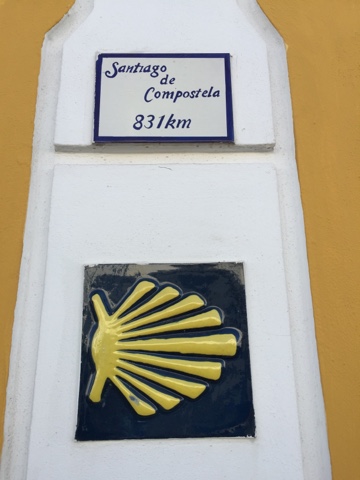 Santiago
de
Compostela
831km